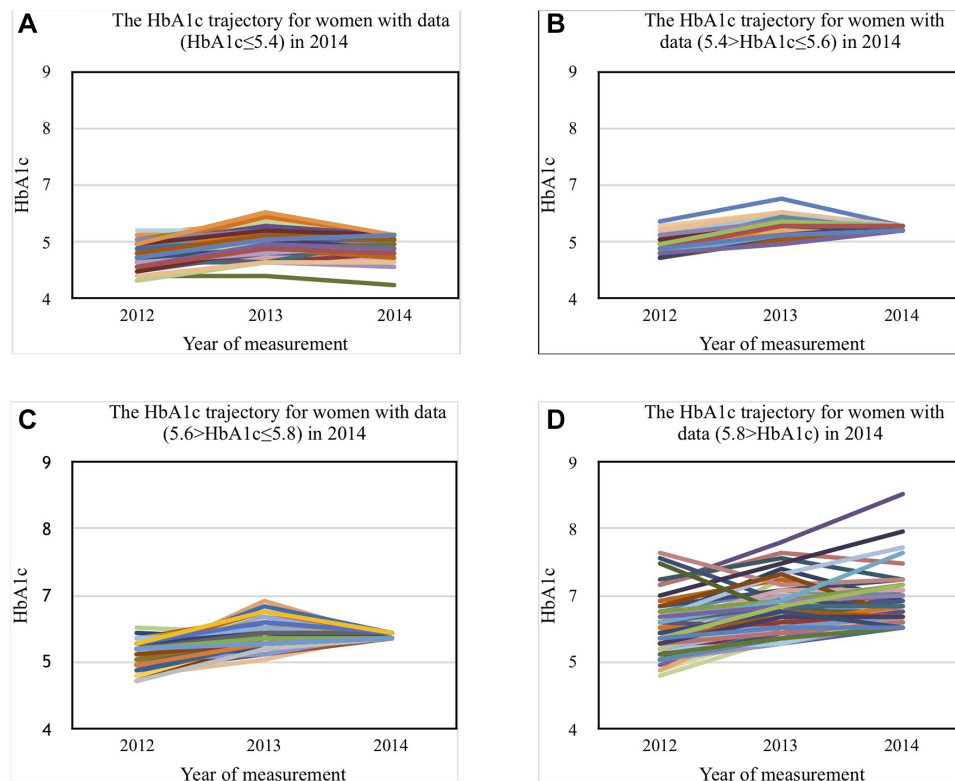 A
The HbA1c trajectory for women with data
(HbA1c≤5.4) in 2014
9
8
7
5
4
HbA1c
2012 2013 2014
Year of measurement
B
The HbA1c trajectory for women with
data (5.4>HbA1c≤5.6) in 2014
9
8
7
5
4
HbA1c
2012 2013 2014
Year of measurement
C
The HbA1c trajectory for women with data
(5.6>HbA1c≤5.8) in 2014
9
8
7
5
4
HbA1c
2012 2013 2014
Year of measurement
D
The HbA1c trajectory for women with
data (5.8>HbA1c) in 2014
9
8
7
5
4
HbA1c
2012 2013 2014
Year of measurement